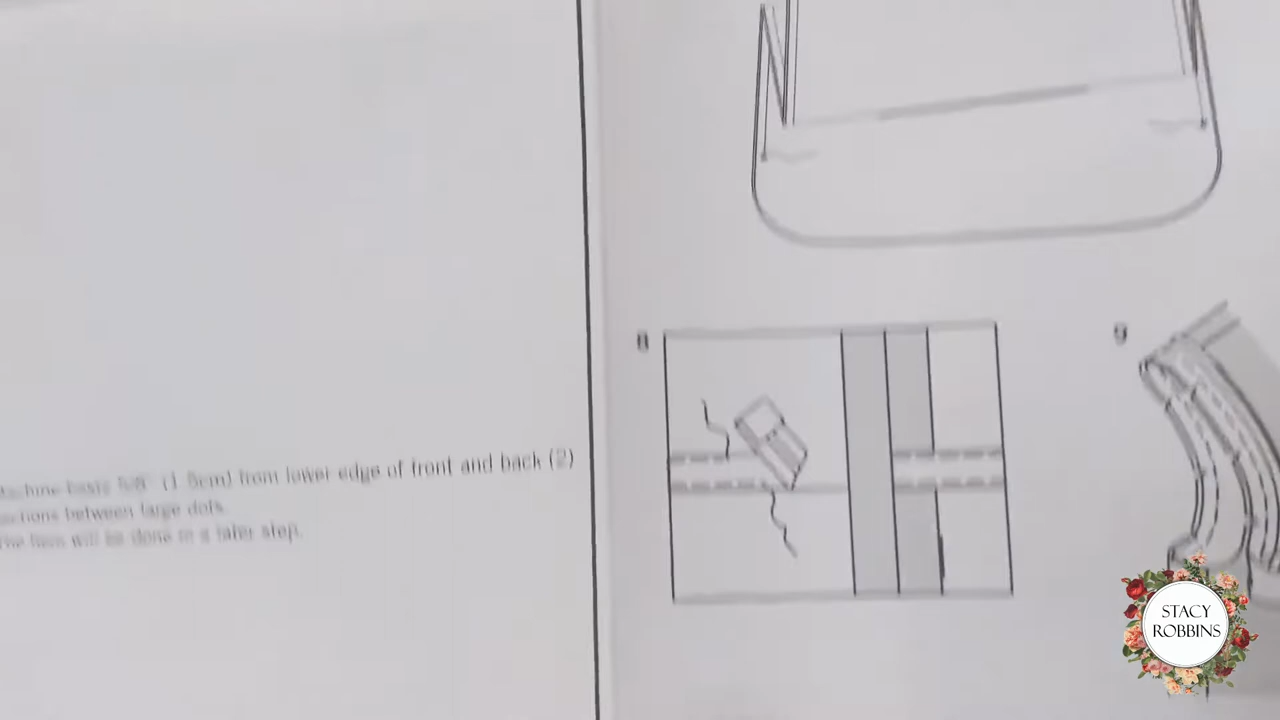 machine baste 5/8" (1.5cm) from lower edge of front and back (2)
sections between large dots.
The hem will be done in a later step.
8
9
STACY
ROBBINS